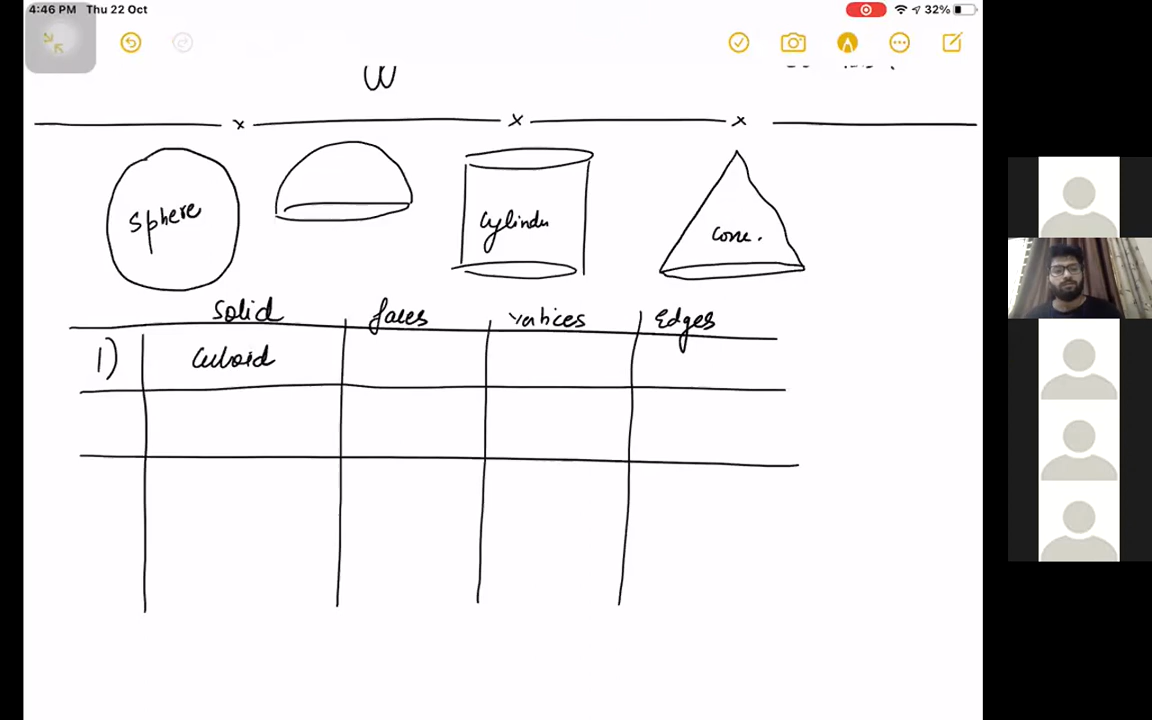 4:46 PM Thu 22 Oct
32%
W
x x x
Sphere
Cylinder
Cone.
Solid faces vertices Edges
1) Cuboid